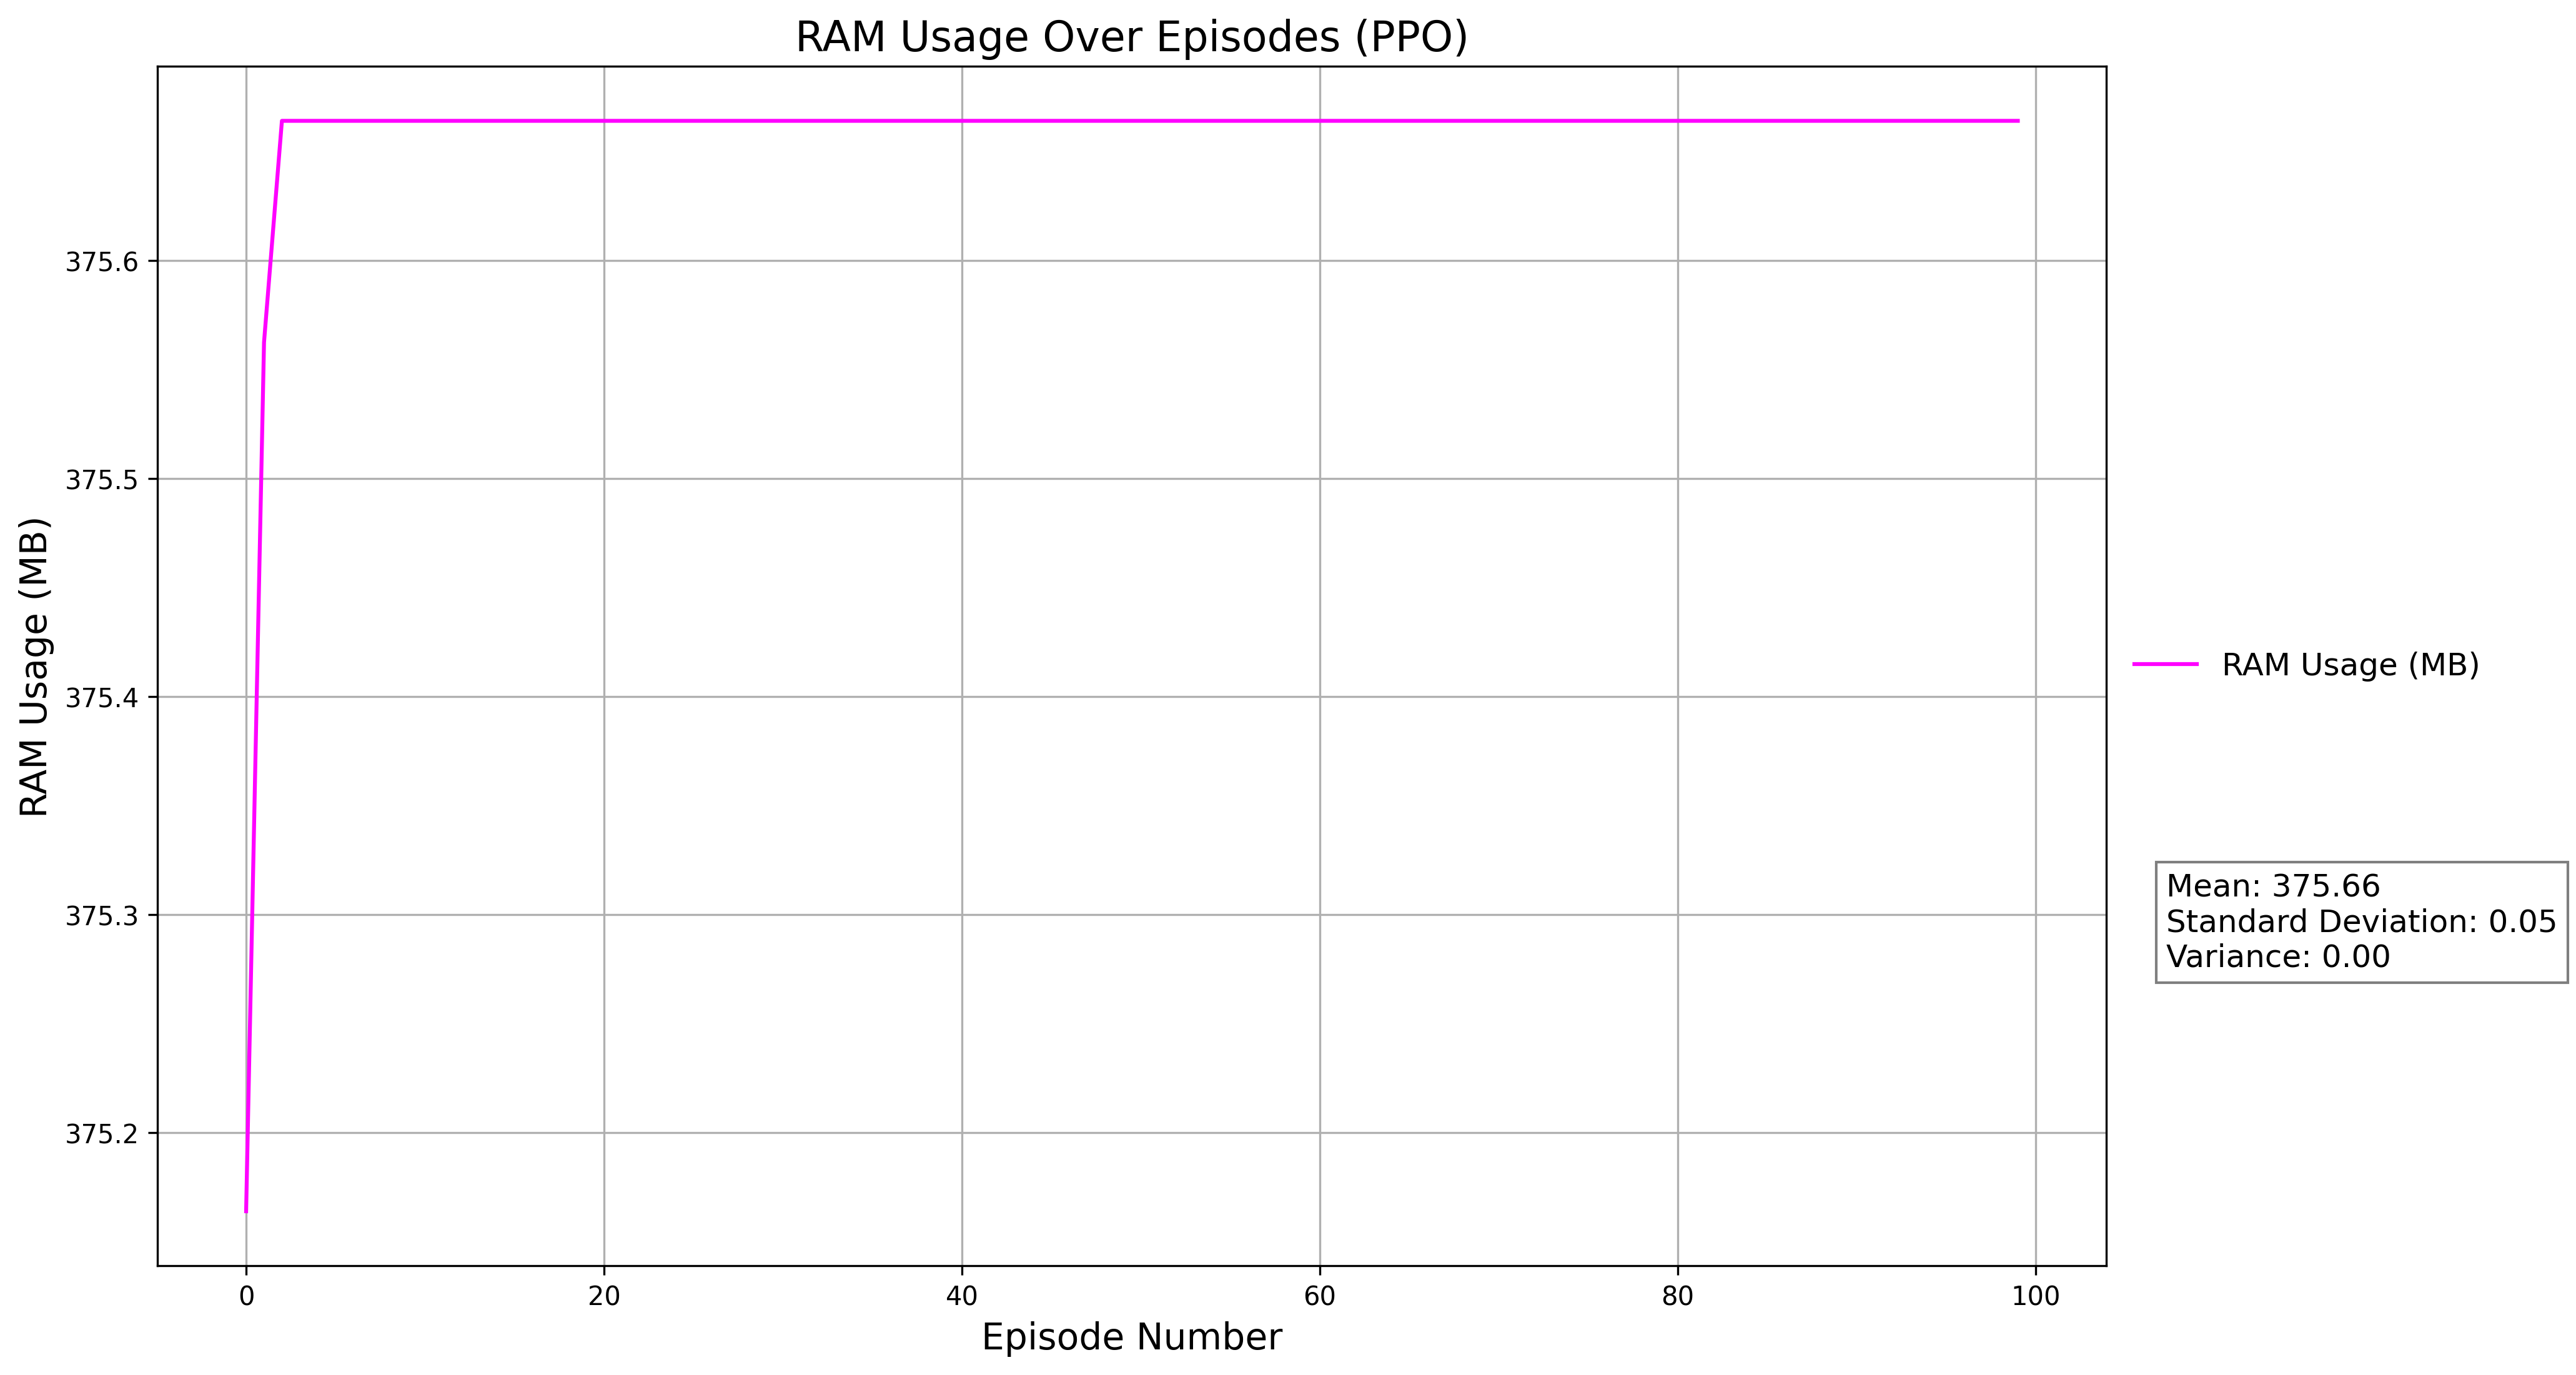 RAM Usage Over Episodes (PPO)
RAM Usage (MB)
375.6
375.5
375.4
375.3
375.2
0 20 40 60 80 100
Episode Number
RAM Usage (MB)
Mean: 375.66
Standard Deviation: 0.05
Variance: 0.00